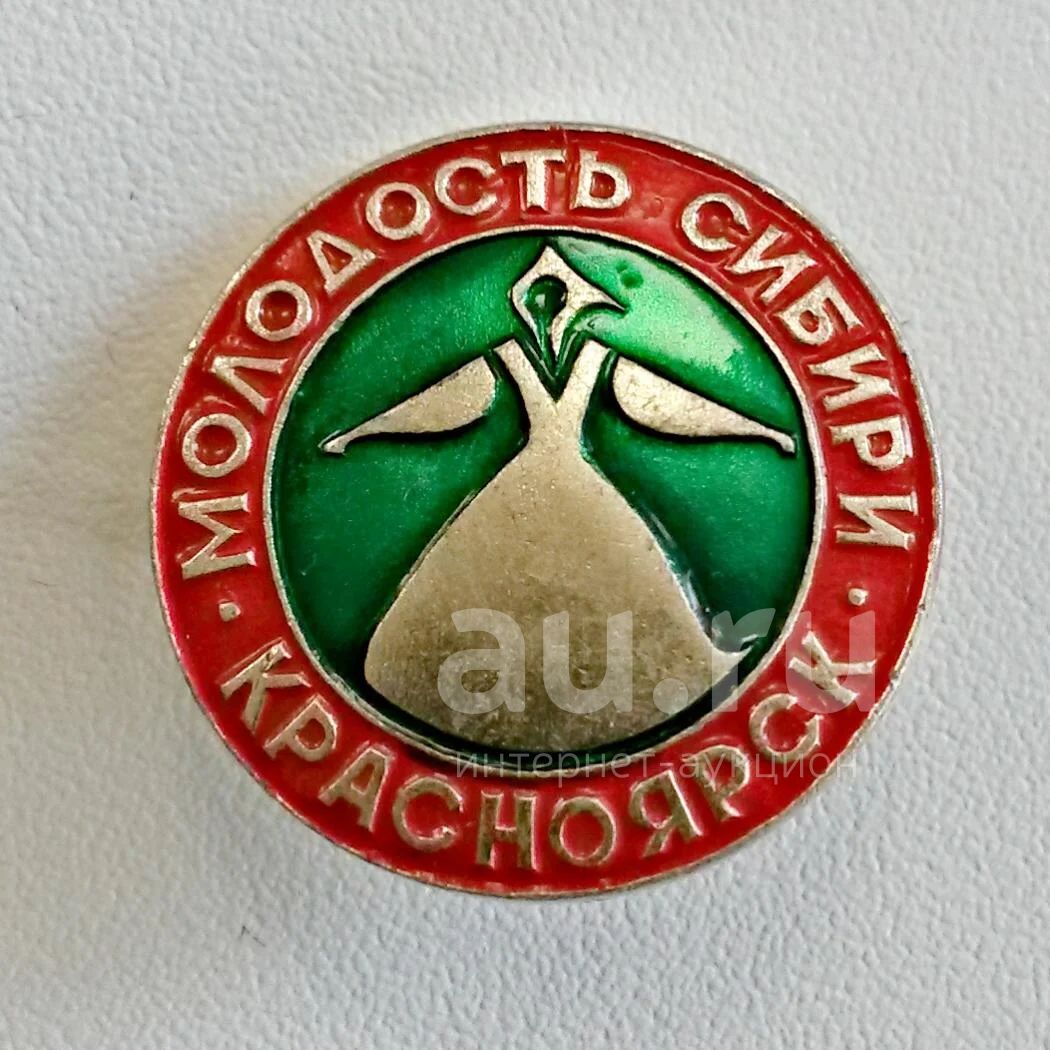 МОЛОДОСТЬ СИБИРИ
· КРАСНОЯРСК ·
au.ru
интернет-аукцион